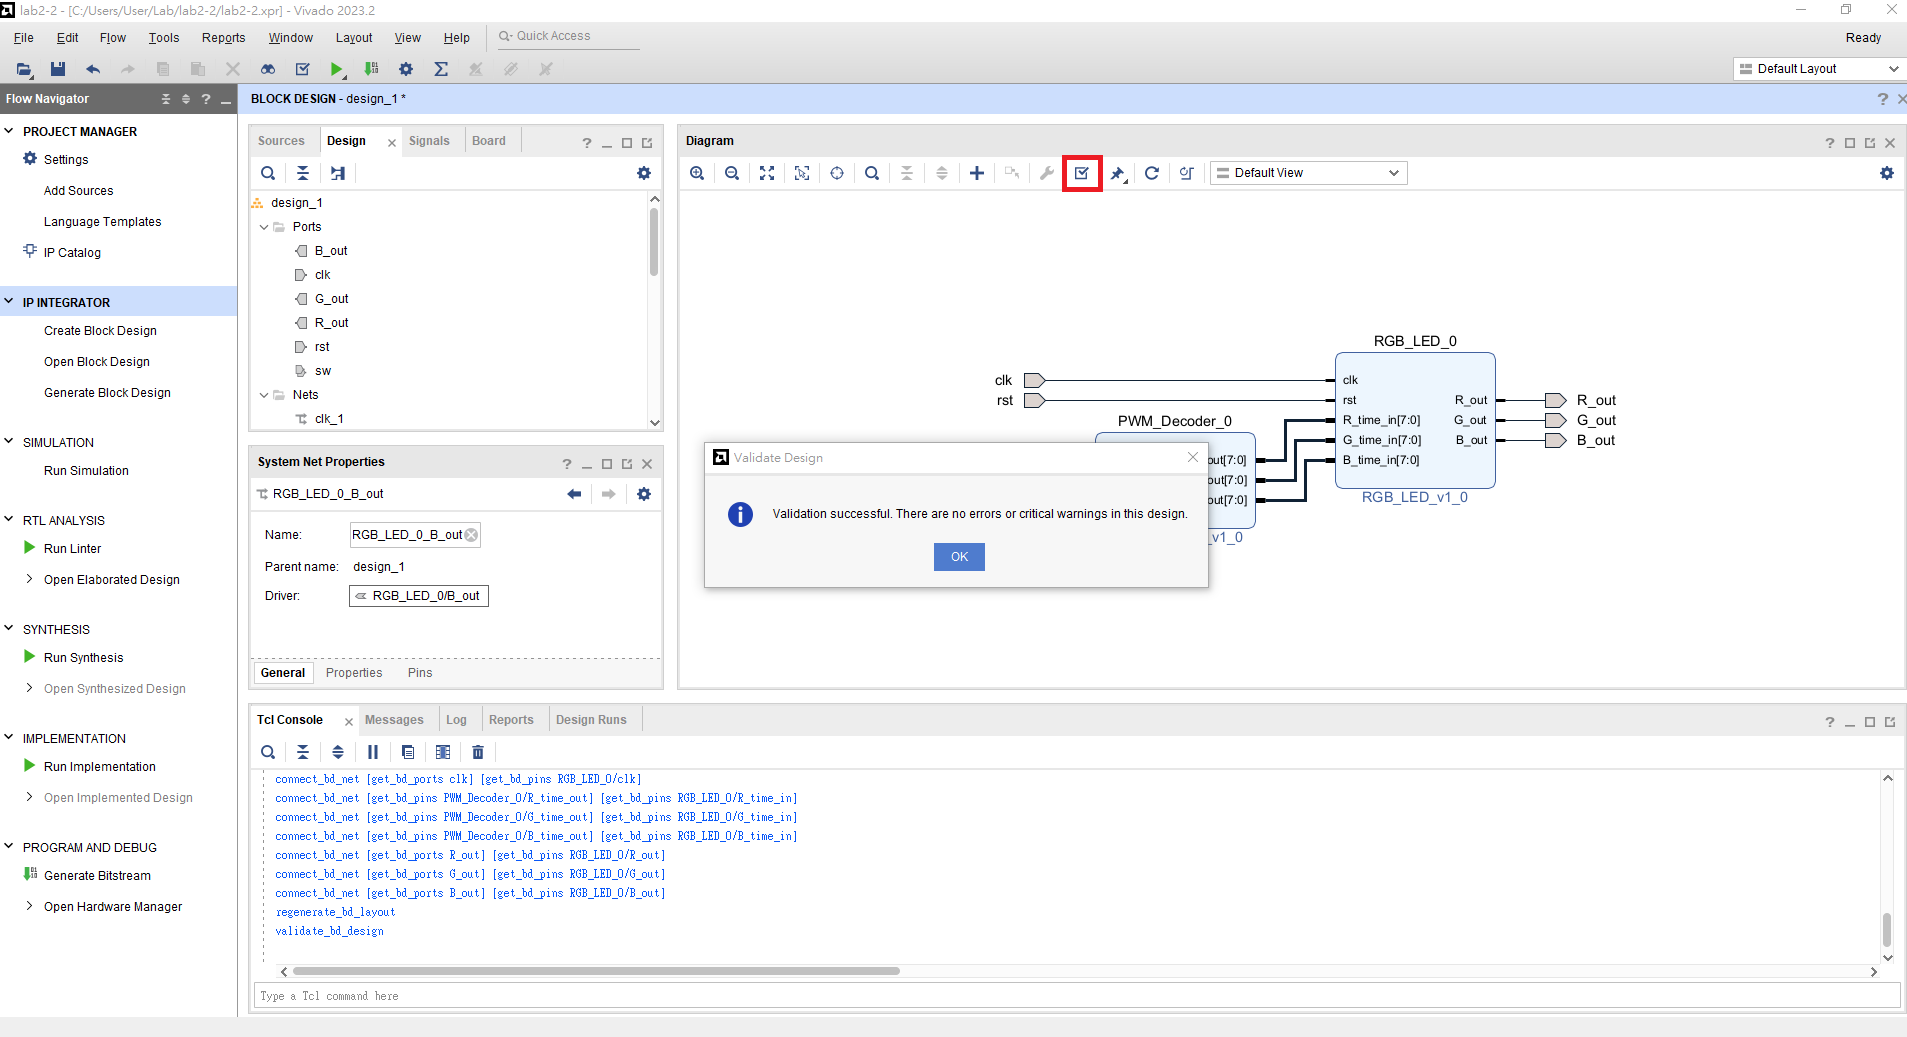 lab2-2 - [C:/Users/User/Lab/lab2-2/lab2-2.xpr] - Vivado 2023.2
File Edit Flow Tools Reports Window Layout View Help Quick Access
Ready
Default Layout
Flow Navigator
PROJECT MANAGER
Settings
Add Sources
Language Templates
IP Catalog
IP INTEGRATOR
Create Block Design
Open Block Design
Generate Block Design
SIMULATION
Run Simulation
RTL ANALYSIS
Run Linter
Open Elaborated Design
SYNTHESIS
Run Synthesis
Open Synthesized Design
IMPLEMENTATION
Run Implementation
Open Implemented Design
PROGRAM AND DEBUG
Generate Bitstream
Open Hardware Manager
BLOCK DESIGN - design_1 *
Sources Design Signals Board
design_1
Ports
B_out
clk
G_out
R_out
rst
sw
Nets
clk_1
System Net Properties
RGB_LED_0_B_out
Name: RGB_LED_0_B_out
Parent name: design_1
Driver: RGB_LED_0/B_out
General Properties Pins
Diagram
Default View
RGB_LED_0
clk
rst
clk
rst
R_time_in[7:0]
G_time_in[7:0]
B_time_in[7:0]
R_out
G_out
B_out
R_out
G_out
B_out
RGB_LED_v1_0
PWM_Decoder_0
out[7:0]
out[7:0]
out[7:0]
_v1_0
Validate Design
Validation successful. There are no errors or critical warnings in this design.
OK
Tcl Console Messages Log Reports Design Runs
connect_bd_net [get_bd_ports clk] [get_bd_pins RGB_LED_0/clk]
connect_bd_net [get_bd_pins PWM_Decoder_0/R_time_out] [get_bd_pins RGB_LED_0/R_time_in]
connect_bd_net [get_bd_pins PWM_Decoder_0/G_time_out] [get_bd_pins RGB_LED_0/G_time_in]
connect_bd_net [get_bd_pins PWM_Decoder_0/B_time_out] [get_bd_pins RGB_LED_0/B_time_in]
connect_bd_net [get_bd_ports R_out] [get_bd_pins RGB_LED_0/R_out]
connect_bd_net [get_bd_ports G_out] [get_bd_pins RGB_LED_0/G_out]
connect_bd_net [get_bd_ports B_out] [get_bd_pins RGB_LED_0/B_out]
regenerate_bd_layout
validate_bd_design
Type a Tcl command here